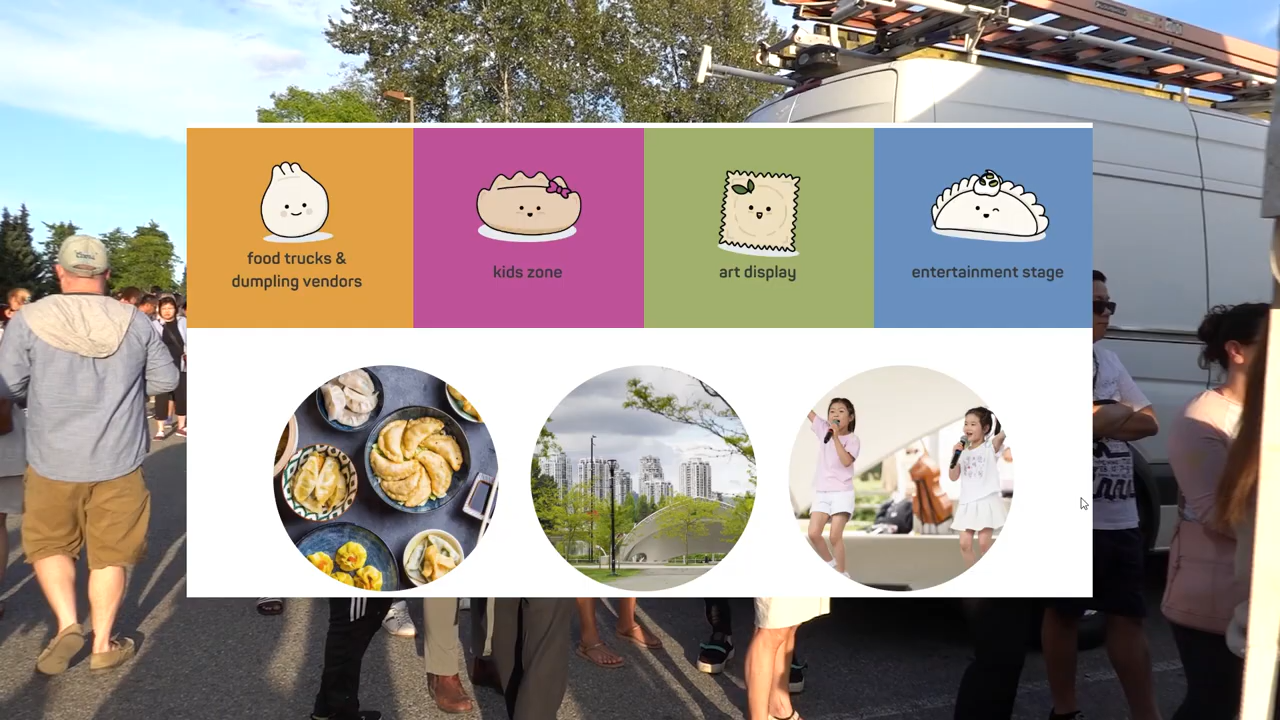 food trucks &
dumpling vendors
kids zone
art display
entertainment stage